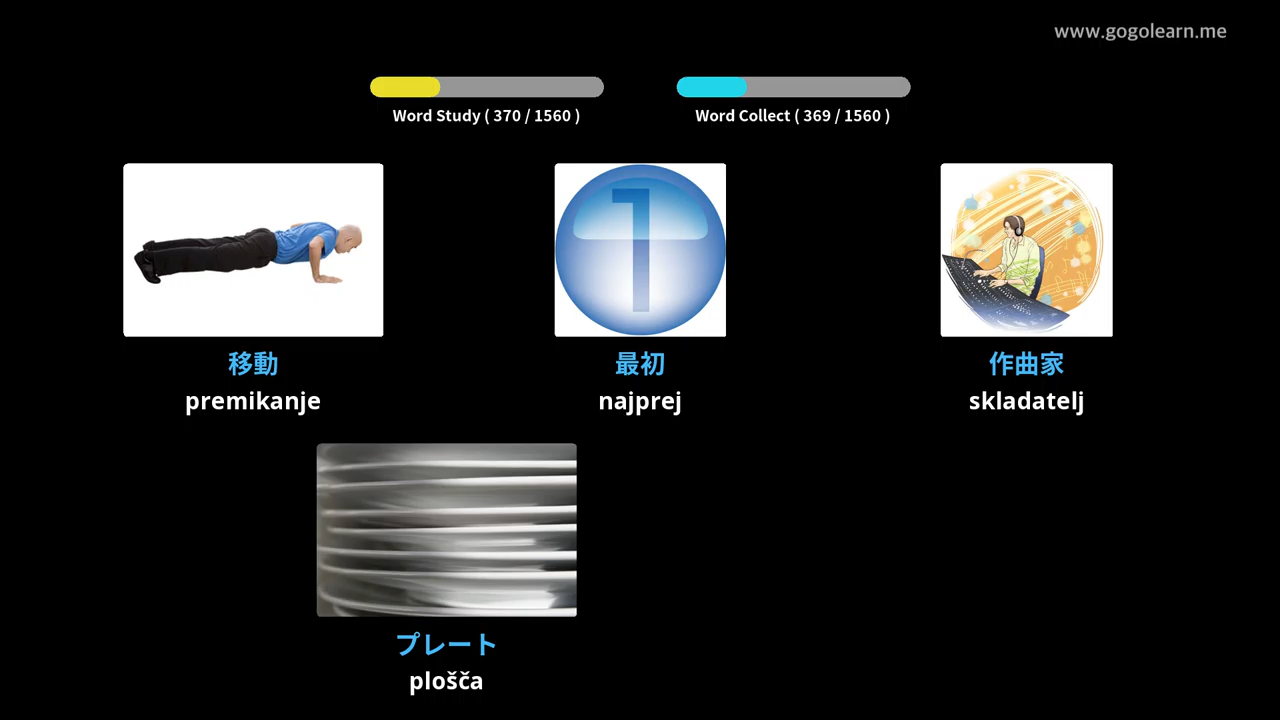 www.gogolearn.me
Word Study ( 370 / 1560 )
Word Collect ( 369 / 1560 )
1
移動
最初
作曲家
premikanje
najprej
skladatelj
プレート
plošča